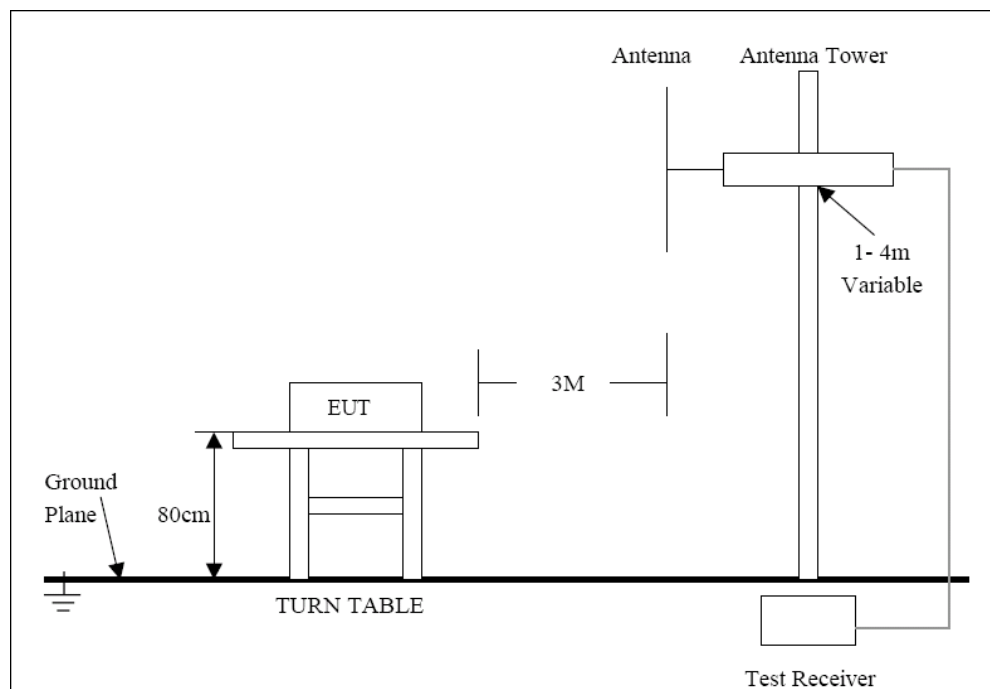 Antenna
Antenna Tower
1- 4m
Variable
3M
EUT
Ground
Plane
80cm
TURN TABLE
Test Receiver